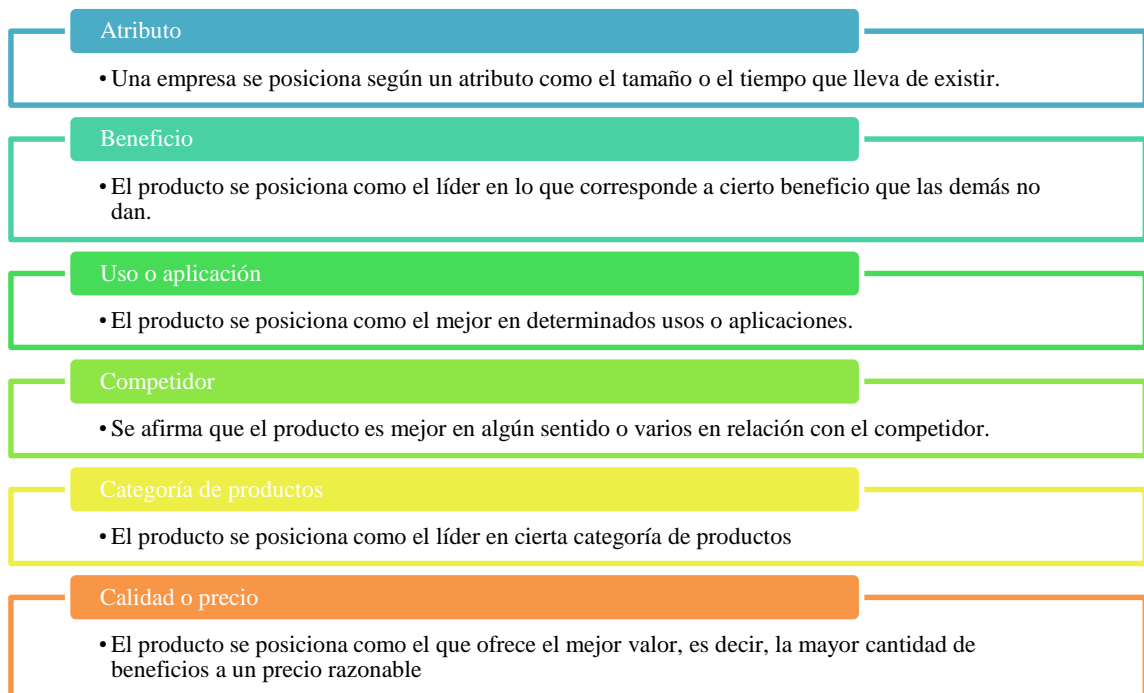 Atributo
• Una empresa se posiciona según un atributo como el tamaño o el tiempo que lleva de existir.
Beneficio
• El producto se posiciona como el líder en lo que corresponde a cierto beneficio que las demás no
dan.
Uso o aplicación
• El producto se posiciona como el mejor en determinados usos o aplicaciones.
Competidor
• Se afirma que el producto es mejor en algún sentido o varios en relación con el competidor.
Categoría de productos
• El producto se posiciona como el líder en cierta categoría de productos
Calidad o precio
• El producto se posiciona como el que ofrece el mejor valor, es decir, la mayor cantidad de
beneficios a un precio razonable